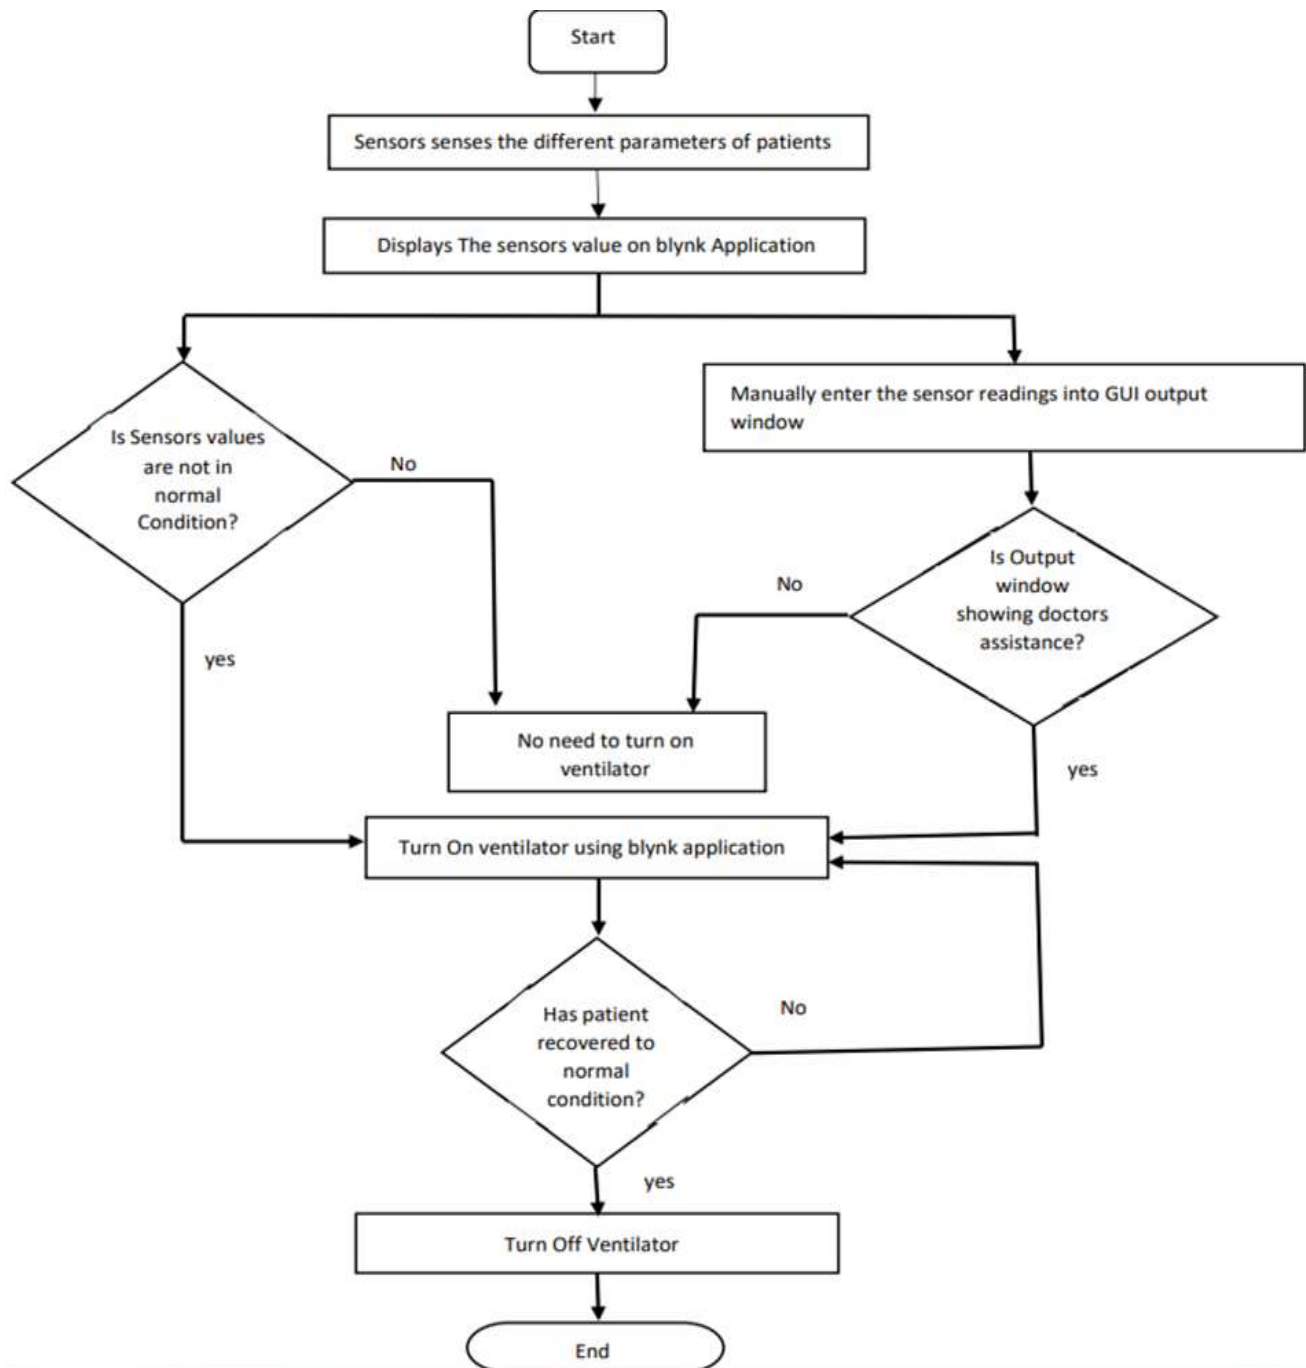 Start
Sensors senses the different parameters of patients
Displays The sensors value on blynk Application
Is Sensors values
are not in
normal
Condition?
No
yes
Manually enter the sensor readings into GUI output
window
Is Output
window
showing doctors
assistance?
No
yes
No need to turn on
ventilator
Turn On ventilator using blynk application
Has patient
recovered to
normal
condition?
No
yes
Turn Off Ventilator
End